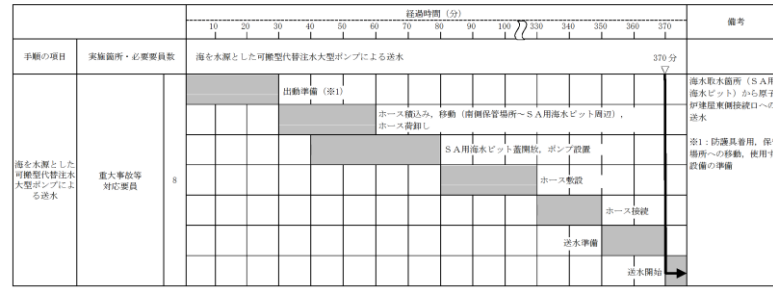 経過時間（分）
備考
10 20 30 40 50 60 70 80 90 100 330 340 350 360 370
手順の項目
実施箇所・必要要員数
海を水源とした可搬型代替注水大型ポンプによる送水
370 分
出動準備（※1）
ホース積込み，移動（南側保管場所～ＳＡ用海水ピット周辺），
ホース荷卸し
ＳＡ用海水ピット蓋開放，ポンプ設置
ホース敷設
ホース接続
送水準備
送水開始
海を水源とした
可搬型代替注水
大型ポンプによ
る送水
重大事故等
対応要員
8
海水取水箇所（ＳＡ用
海水ピット）から原子
炉建屋東側接続口への
送水
※1：防護具着用，保
場所への移動，使用す
設備の準備